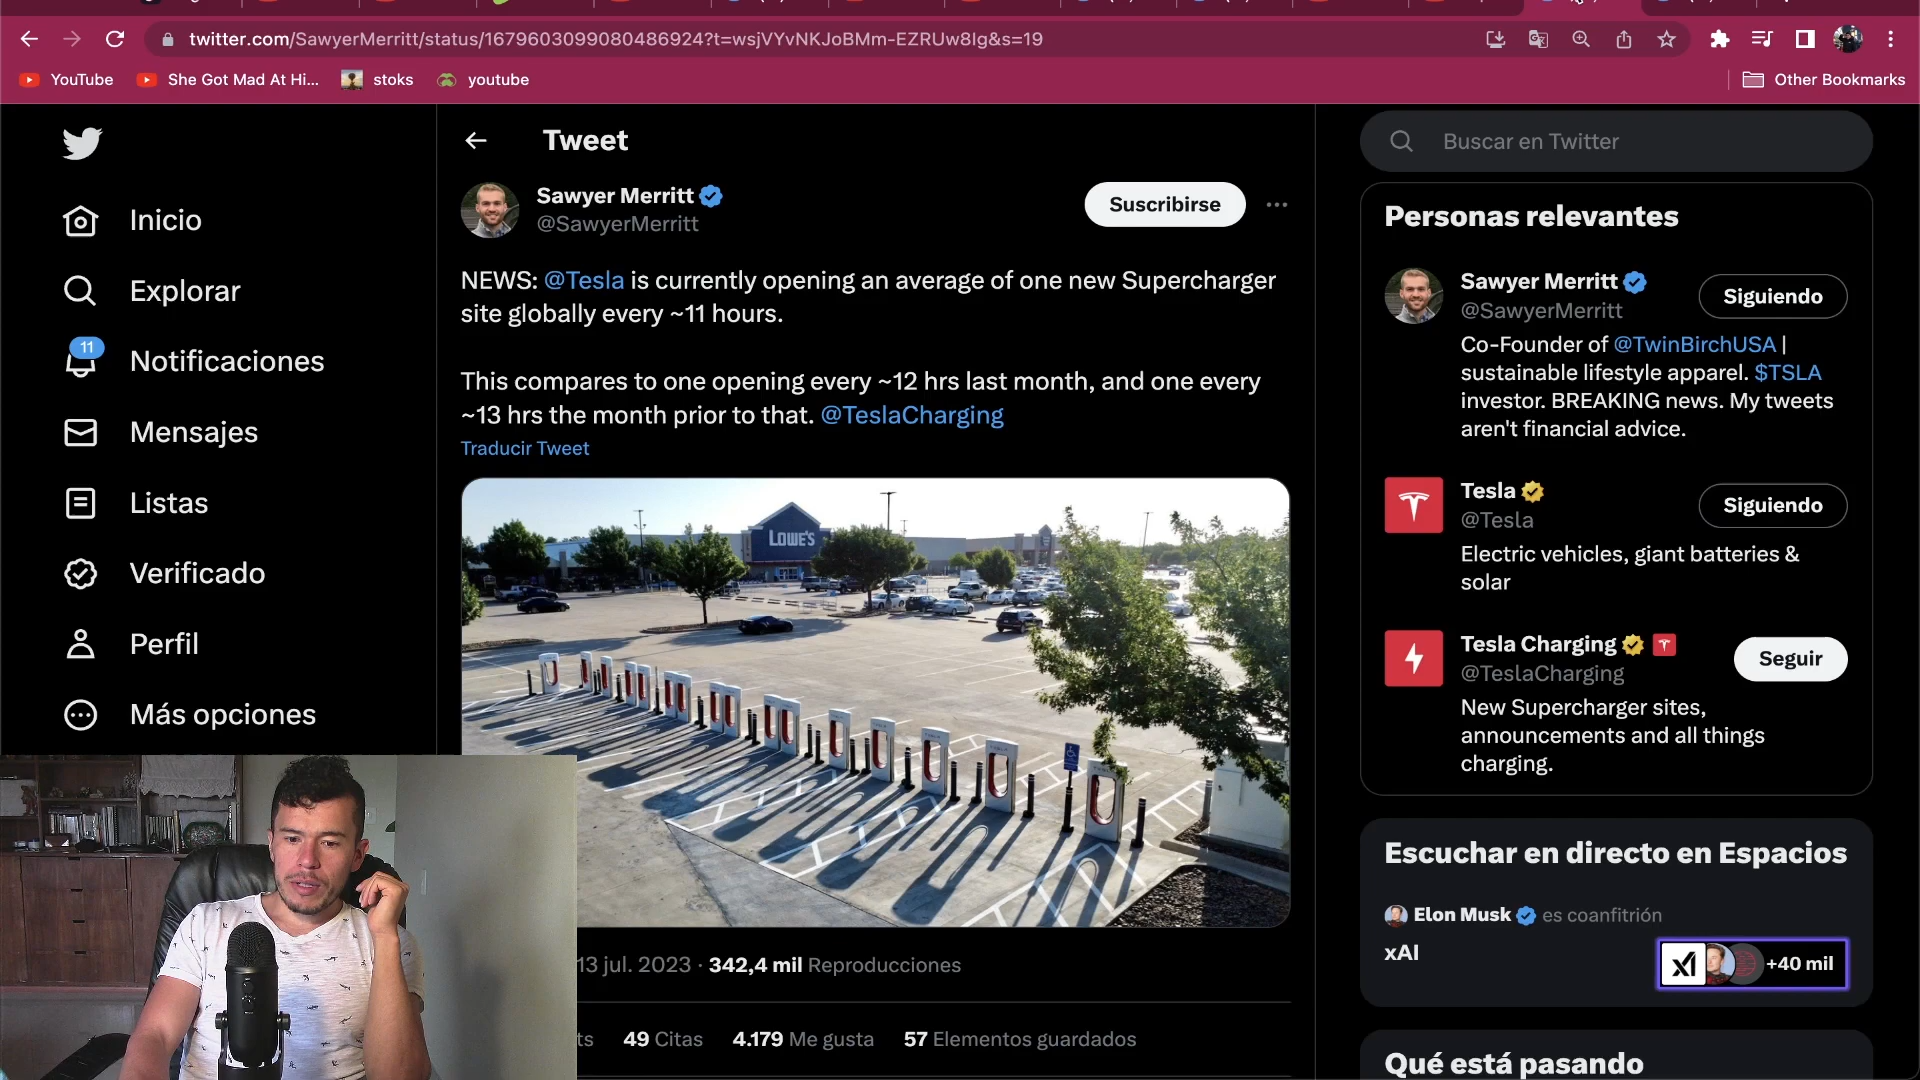 twitter.com/SawyerMerritt/status/1679603099080486924?t=wsjVYvNKJoBMm-EZRUw8Ig&s=19
YouTube
She Got Mad At Hi...
stoks
youtube
Other Bookmarks
Inicio
Explorar
11
Notificaciones
Mensajes
Listas
Verificado
Perfil
Más opciones
Tweet
Sawyer Merritt
@SawyerMerritt
Suscribirse
NEWS: @Tesla is currently opening an average of one new Supercharger
site globally every ~11 hours.
This compares to one opening every ~12 hrs last month, and one every
~13 hrs the month prior to that. @TeslaCharging
Traducir Tweet
LOWE'S
13 jul. 2023 · 342,4 mil Reproducciones
ts 49 Citas 4.179 Me gusta 57 Elementos guardados
Buscar en Twitter
Personas relevantes
Sawyer Merritt
@SawyerMerritt
Siguiendo
Co-Founder of @TwinBirchUSA |
sustainable lifestyle apparel. $TSLA
investor. BREAKING news. My tweets
aren't financial advice.
Tesla
@Tesla
Siguiendo
Electric vehicles, giant batteries &
solar
Tesla Charging
@TeslaCharging
Seguir
New Supercharger sites,
announcements and all things
charging.
Escuchar en directo en Espacios
Elon Musk es coanfitrión
xAI
+40 mil
Qué está pasando